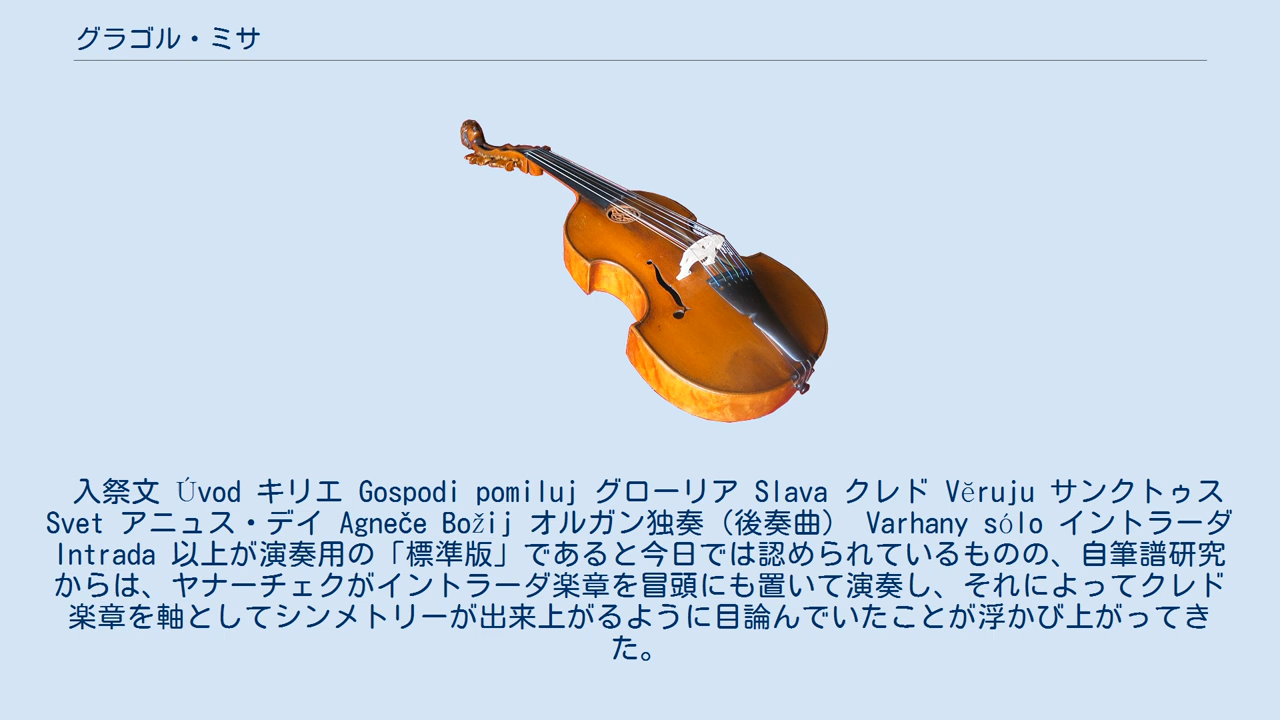 グラゴル・ミサ
入祭文 Úvod キリエ Gospodi pomiluj グローリア Slava クレド Věruju サンクトゥス
Svet アニュス・デイ Agneče Božij オルガン独奏（後奏曲） Varhany sólo イントラーダ
Intrada 以上が演奏用の「標準版」であると今日では認められているものの、自筆譜研究
からは、ヤナーチェクがイントラーダ楽章を冒頭にも置いて演奏し、それによってクレド
楽章を軸としてシンメトリーが出来上がるように目論んでいたことが浮かび上がってき
た。